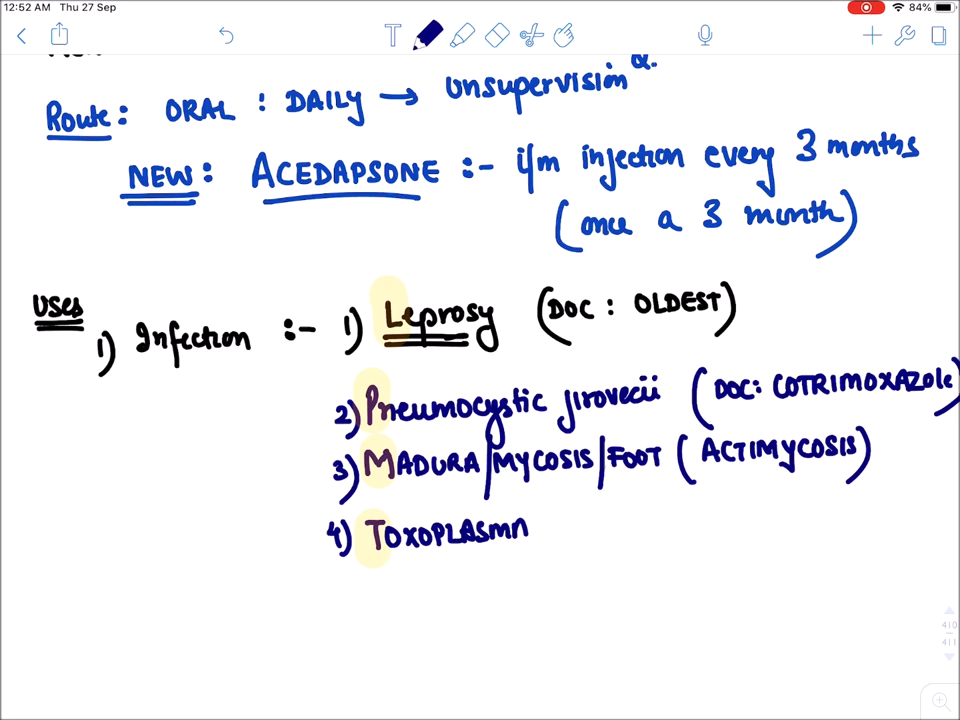 12:52 AM Thu 27 Sep 84%
T
Route: ORAL : DAILY → unsupervision
NEW: ACEDAPSONE :- i/m injection every 3 months
(once a 3 month)
Uses
1) Infection :- 1) Leprosy (DOC : OLDEST)
2) Pneumocystic jirovecii (DOC: COTRIMOXAZOLE)
3) MADURA/MYCOSIS/FOOT (ACTIMYCOSIS)
4) TOXOPLASMA
410
411